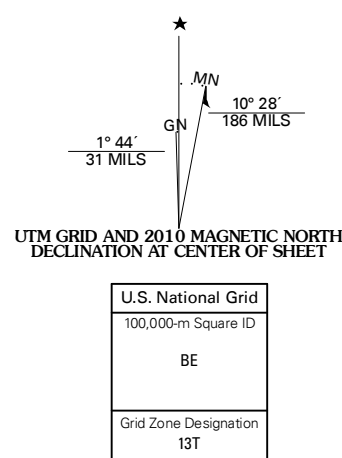 ★
MN
GN
10° 28´
186 MILS
1° 44´
31 MILS
UTM GRID AND 2010 MAGNETIC NORTH
DECLINATION AT CENTER OF SHEET
U.S. National Grid
100,000-m Square ID
BE
Grid Zone Designation
13T